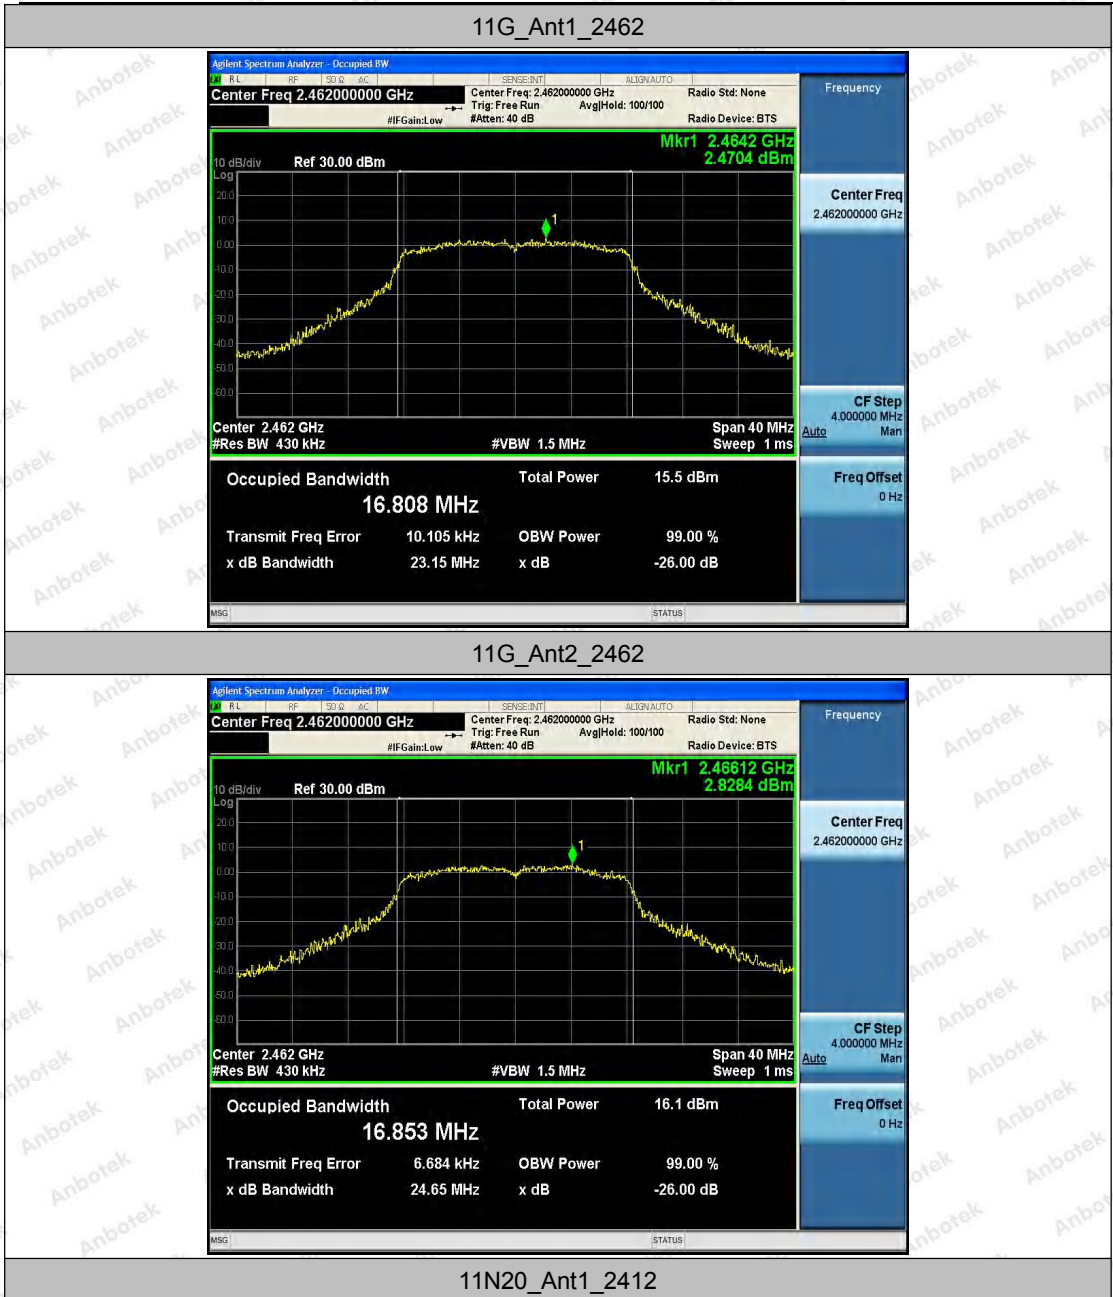 11G_Ant1_2462
Agilent Spectrum Analyzer - Occupied BW
RL RF 50 Ω AC SENSE:INT ALIGN AUTO
Center Freq 2.462000000 GHz
Center Freq: 2.462000000 GHz Radio Std: None
Trig: Free Run Avg|Hold: 100/100
#IFGain:Low #Atten: 40 dB Radio Device: BTS
Mkr1 2.4642 GHz
2.4704 dBm
10 dB/div Ref 30.00 dBm
Log
20.0
10.0
0.00
-10.0
-20.0
-30.0
-40.0
-50.0
-60.0
1
Center 2.462 GHz Span 40 MHz
#Res BW 430 kHz #VBW 1.5 MHz Sweep 1 ms
Occupied Bandwidth Total Power 15.5 dBm
16.808 MHz
Transmit Freq Error 10.105 kHz OBW Power 99.00 %
x dB Bandwidth 23.15 MHz x dB -26.00 dB
MSG STATUS
Frequency
Center Freq
2.462000000 GHz
CF Step
4.000000 MHz
Auto Man
Freq Offset
0 Hz
11G_Ant2_2462
Agilent Spectrum Analyzer - Occupied BW
RL RF 50 Ω AC SENSE:INT ALIGN AUTO
Center Freq 2.462000000 GHz
Center Freq: 2.462000000 GHz Radio Std: None
Trig: Free Run Avg|Hold: 100/100
#IFGain:Low #Atten: 40 dB Radio Device: BTS
Mkr1 2.46612 GHz
2.8284 dBm
10 dB/div Ref 30.00 dBm
Log
20.0
10.0
0.00
-10.0
-20.0
-30.0
-40.0
-50.0
-60.0
1
Center 2.462 GHz Span 40 MHz
#Res BW 430 kHz #VBW 1.5 MHz Sweep 1 ms
Occupied Bandwidth Total Power 16.1 dBm
16.853 MHz
Transmit Freq Error 6.684 kHz OBW Power 99.00 %
x dB Bandwidth 24.65 MHz x dB -26.00 dB
MSG STATUS
Frequency
Center Freq
2.462000000 GHz
CF Step
4.000000 MHz
Auto Man
Freq Offset
0 Hz
11N20_Ant1_2412